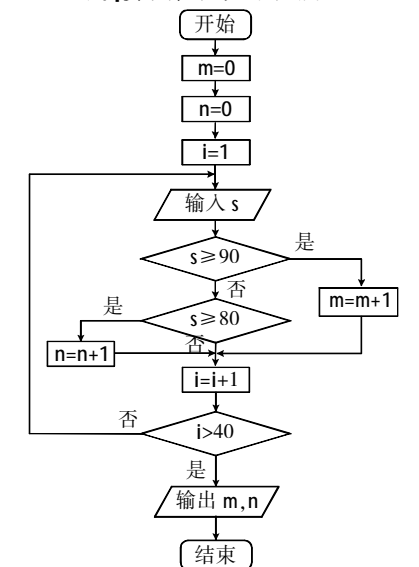 开始
m=0
n=0
i=1
输入 s
s≥90
是
否
m=m+1
是
s≥80
否
n=n+1
i=i+1
否
i>40
是
输出 m,n
结束